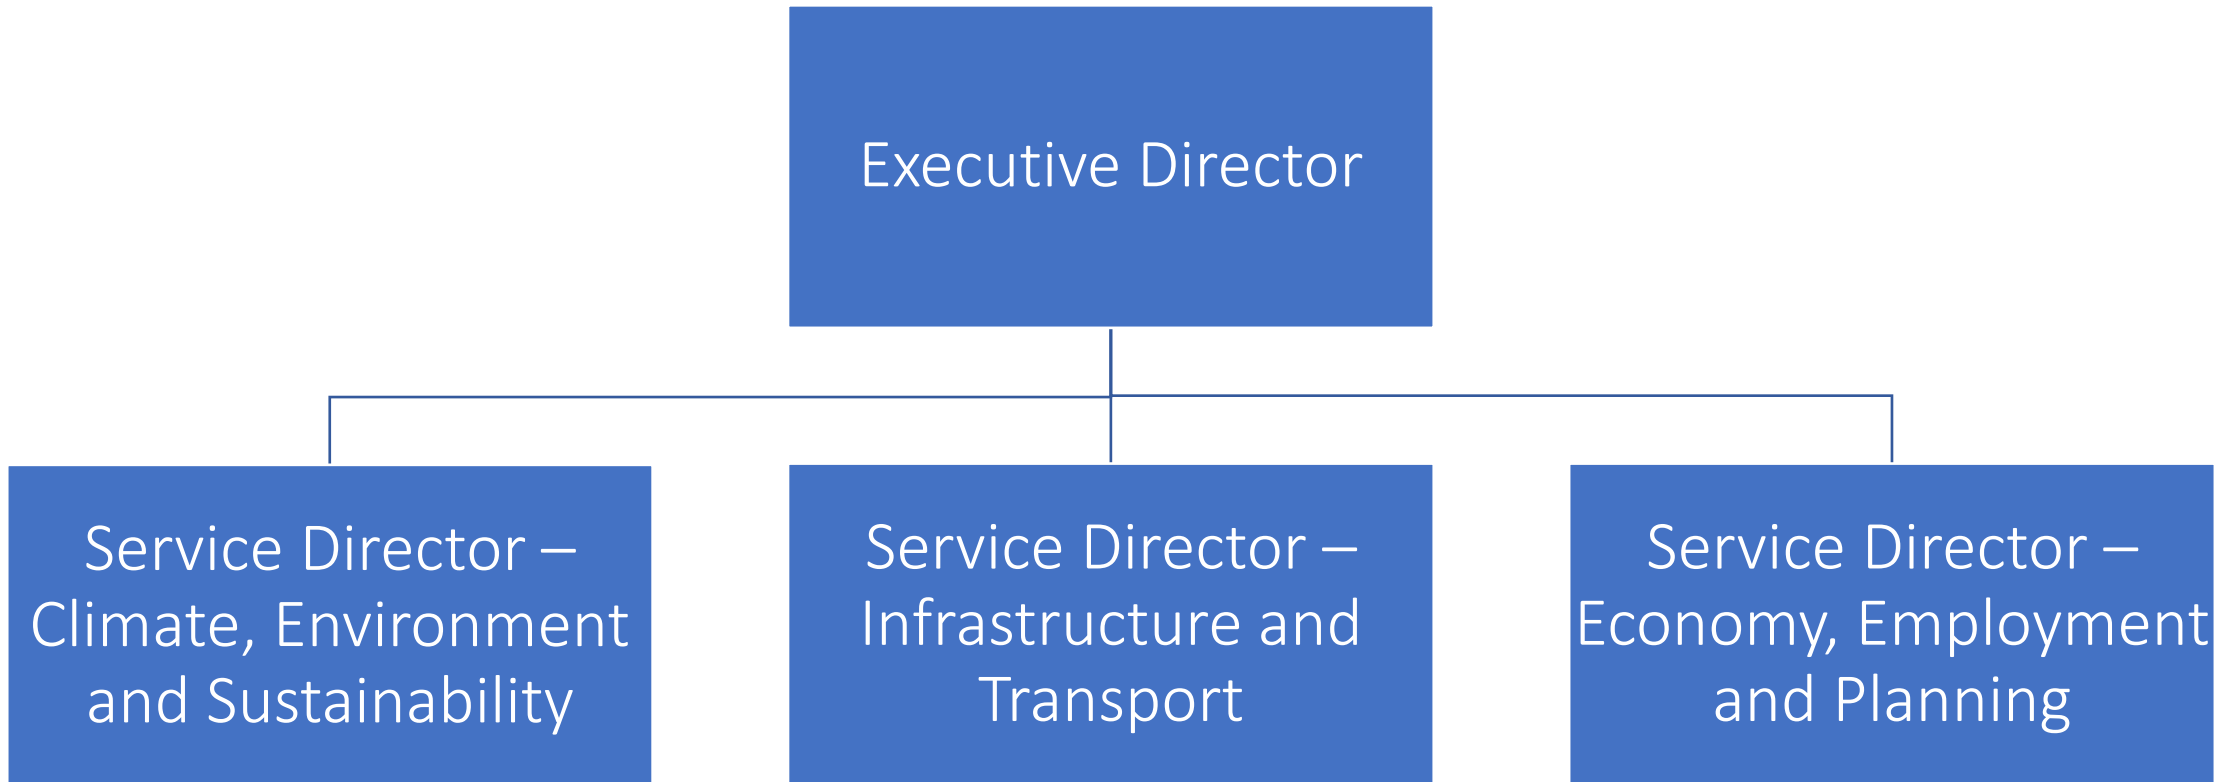 Executive Director
Service Director –
Climate, Environment
and Sustainability
Service Director –
Infrastructure and
Transport
Service Director –
Economy, Employment
and Planning